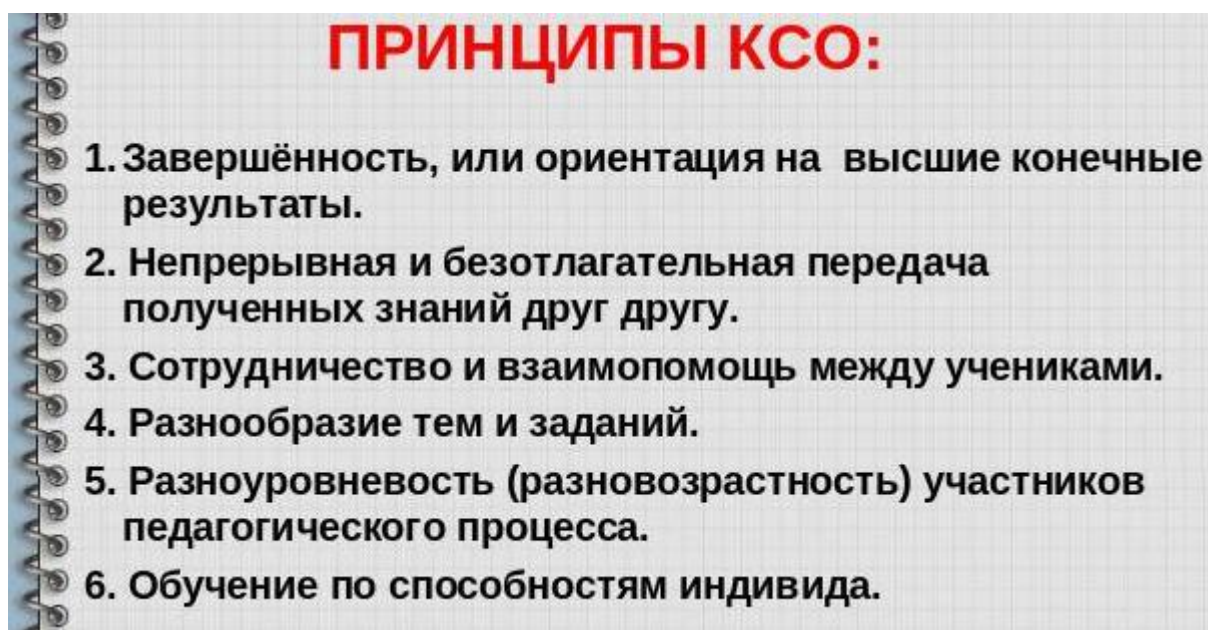 ПРИНЦИПЫ КСО:
1. Завершённость, или ориентация на высшие конечные
результаты.
2. Непрерывная и безотлагательная передача
полученных знаний друг другу.
3. Сотрудничество и взаимопомощь между учениками.
4. Разнообразие тем и заданий.
5. Разноуровневость (разновозрастность) участников
педагогического процесса.
6. Обучение по способностям индивида.